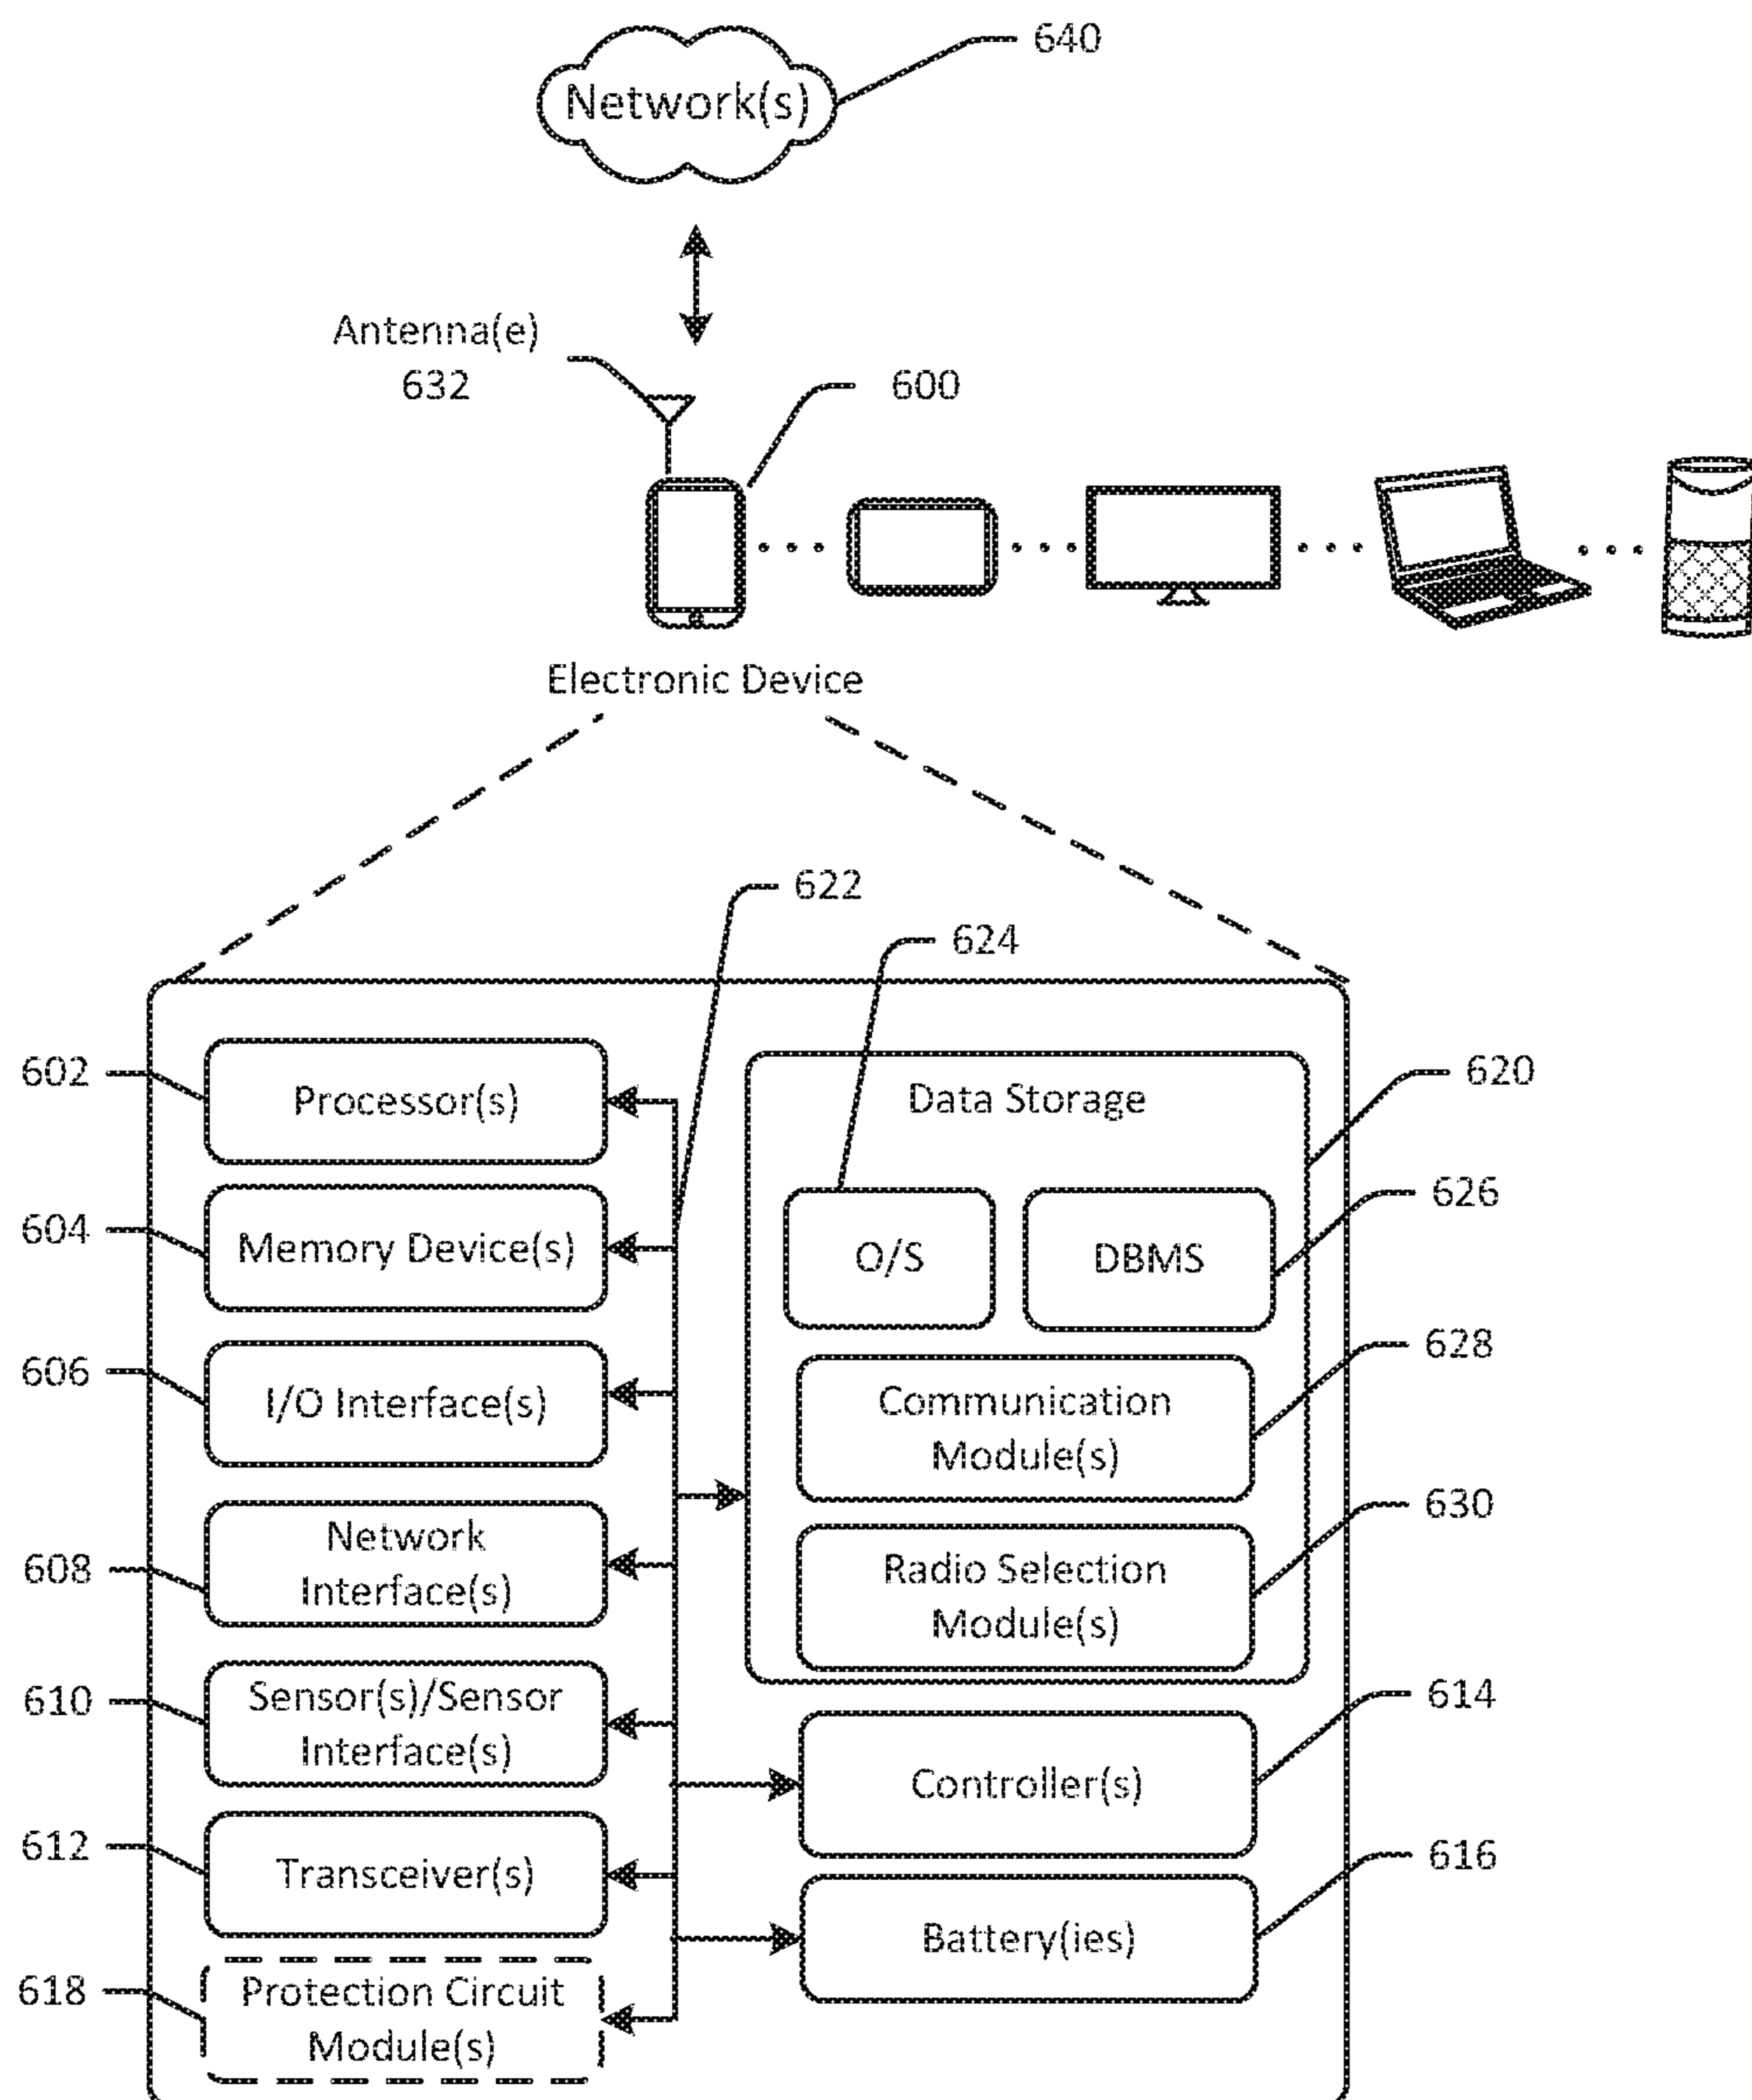 640
Network(s)
Antenna(e)
632
600
Electronic Device
622
624
602
Processor(s)
Data Storage
620
604
Memory Device(s)
O/S
DBMS
626
606
I/O Interface(s)
Communication
Module(s)
628
608
Network
Interface(s)
Radio Selection
Module(s)
630
610
Sensor(s)/Sensor
Interface(s)
Controller(s)
614
612
Transceiver(s)
Battery(ies)
616
618
Protection Circuit
Module(s)